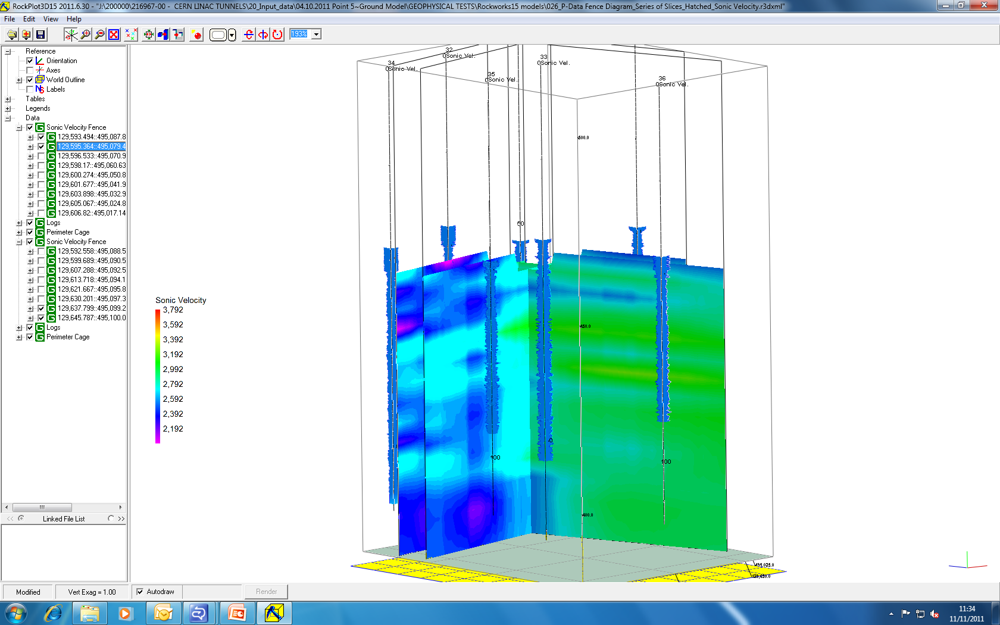 RockPlot3D15 2011.6.30 - "J:\200000\216967-00 -  CERN LINAC TUNNELS\20_Input_data\04.10.2011 Point 5~Ground Model\GEOPHYSICAL TESTS\Rockworks15 models\026_P-Data Fence Diagram_Series of Slices_Hatched_Sonic Velocity.r3dxml"
File Edit View Help
193%
Reference
Orientation
Axes
World Outline
Labels
Tables
Legends
Data
Sonic Velocity Fence
129,593.494::495,087.8
129,595.364::495,079.4
129,596.533::495,070.9
129,598.17::495,060.63
129,600.274::495,050.8
129,601.677::495,041.9
129,603.898::495,032.9
129,605.067::495,024.8
129,606.82::495,017.14
Logs
Perimeter Cage
Sonic Velocity Fence
129,592.558::495,088.5
129,599.689::495,090.5
129,607.288::495,092.5
129,613.718::495,094.1
129,621.667::495,095.8
129,630.201::495,097.3
129,637.799::495,099.2
129,645.787::495,100.0
Logs
Perimeter Cage
<< Linked File List >>
Sonic Velocity
3,792
3,592
3,392
3,192
2,992
2,792
2,592
2,392
2,192
32
0Sonic Vel.
34
0Sonic Vel.
33
0Sonic Vel.
35
0Sonic Vel.
36
0Sonic Vel.
500.0
50
450.0
100
100
400.0
495,025.0
129,650.0
Modified
Vert Exag = 1.00
Autodraw
Render
11:34
11/11/2011